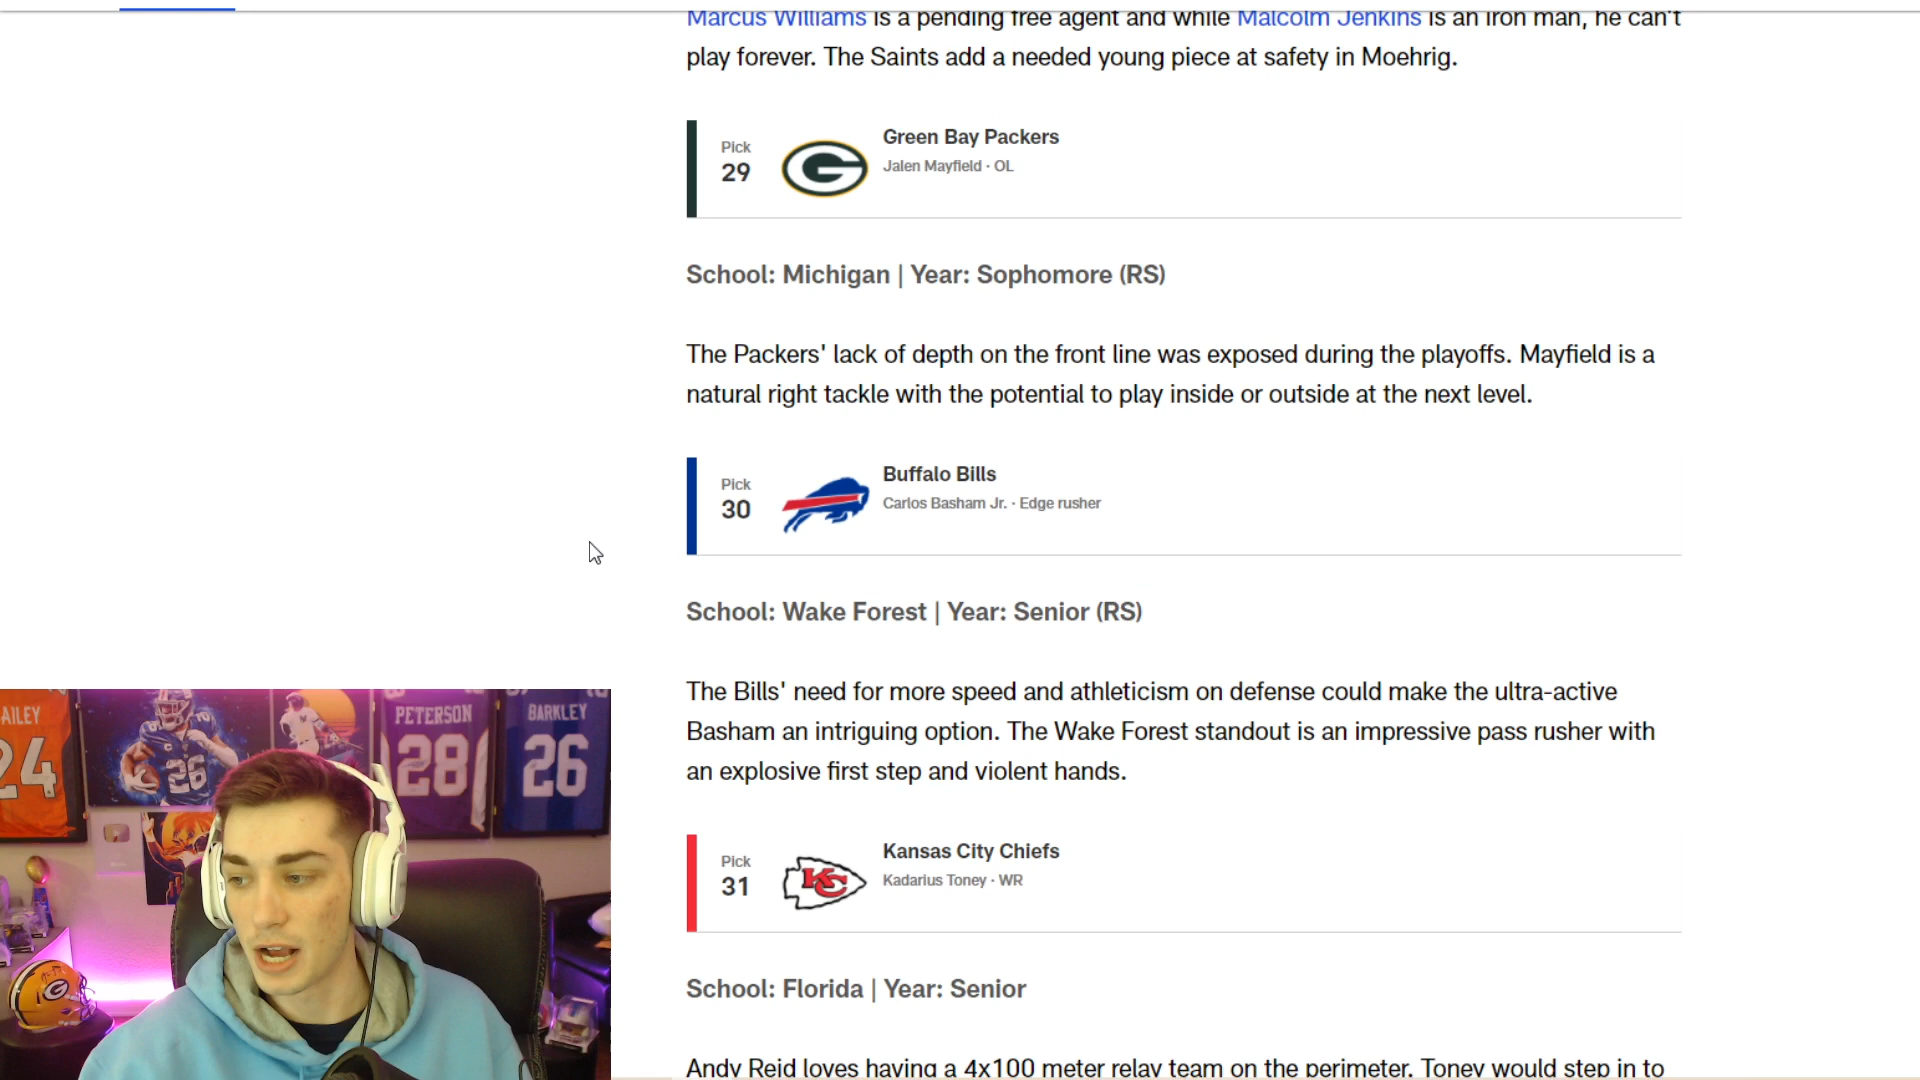 Marcus Williams is a pending free agent and while Malcolm Jenkins is an iron man, he can't
play forever. The Saints add a needed young piece at safety in Moehrig.
Pick
29
Green Bay Packers
Jalen Mayfield · OL
School: Michigan | Year: Sophomore (RS)
The Packers' lack of depth on the front line was exposed during the playoffs. Mayfield is a
natural right tackle with the potential to play inside or outside at the next level.
Pick
30
Buffalo Bills
Carlos Basham Jr. · Edge rusher
School: Wake Forest | Year: Senior (RS)
The Bills' need for more speed and athleticism on defense could make the ultra-active
Basham an intriguing option. The Wake Forest standout is an impressive pass rusher with
an explosive first step and violent hands.
Pick
31
KC
Kansas City Chiefs
Kadarius Toney · WR
School: Florida | Year: Senior
Andy Reid loves having a 4x100 meter relay team on the perimeter. Toney would step in to
AILEY
24
26
PETERSON
28
BARKLEY
26
G